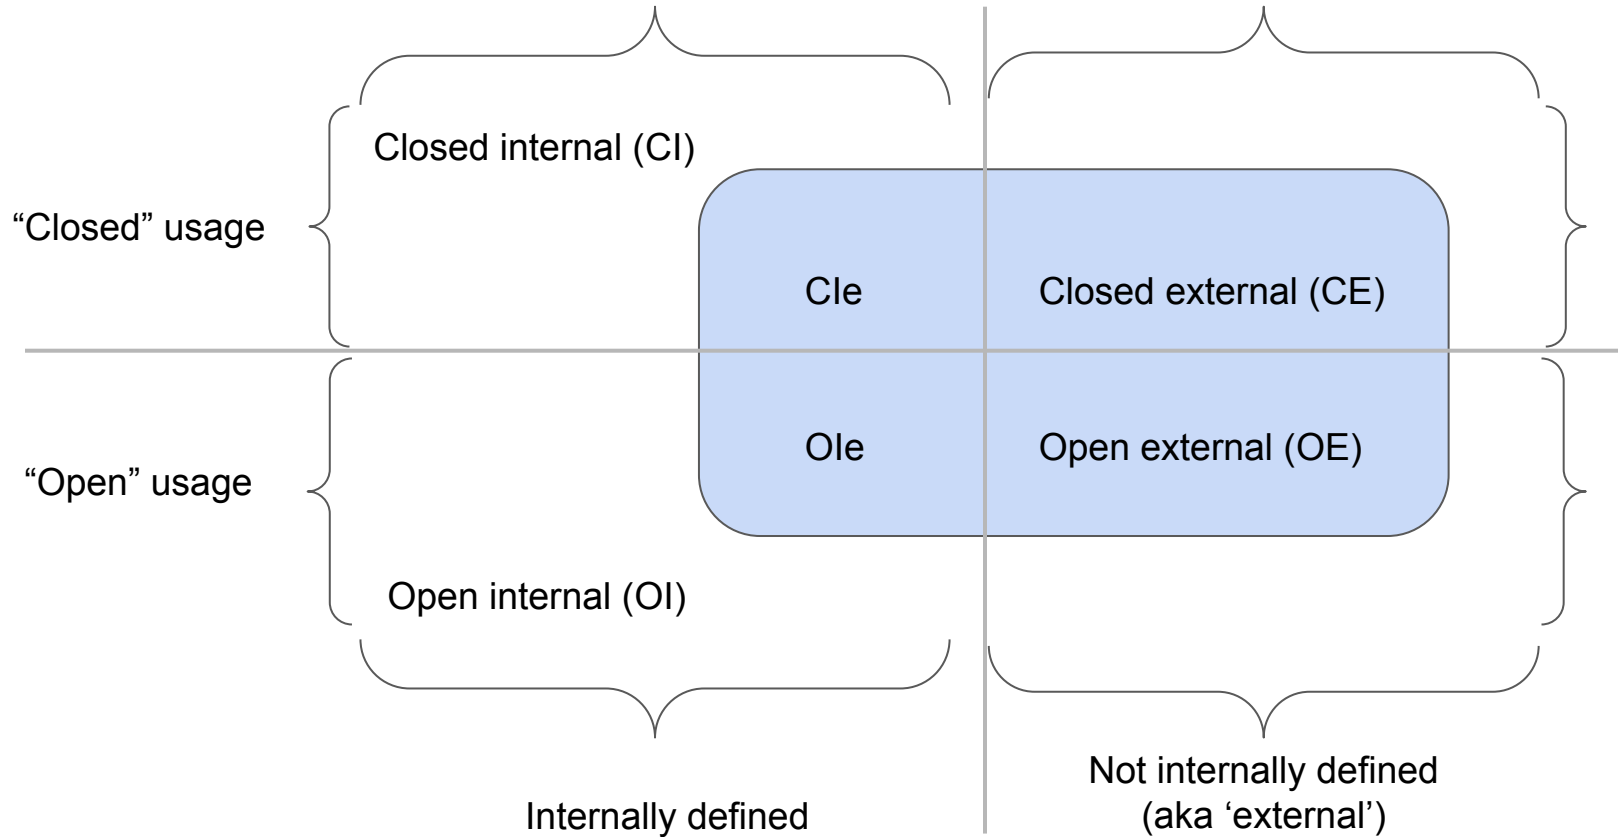 Closed internal (CI)
“Closed” usage
CIe
Closed external (CE)
OIe
Open external (OE)
“Open” usage
Open internal (OI)
Internally defined
Not internally defined
(aka ‘external’)